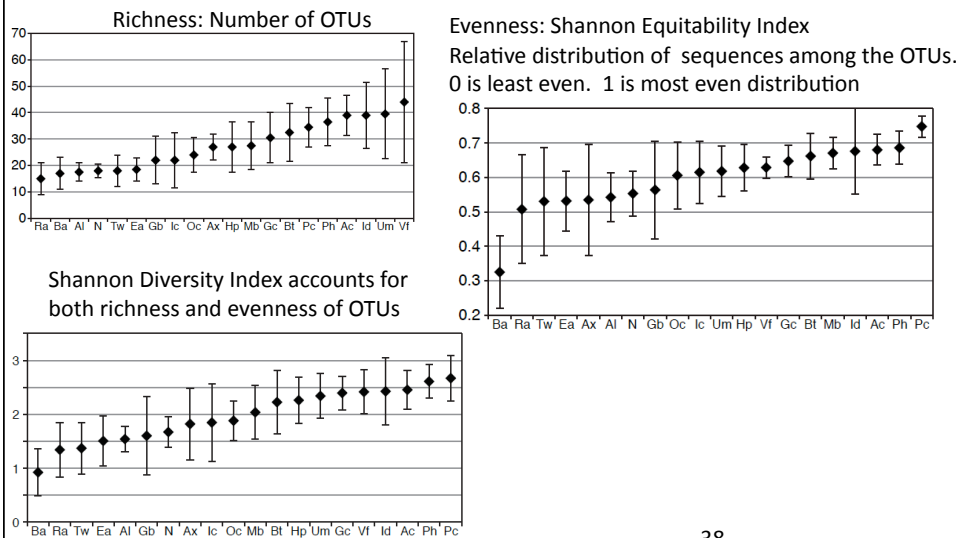 Richness: Number of OTUs
70
60
50
40
30
20
10
0
Ra Ba Al N Tw Ea Gb Ic Oc Ax Hp Mb Gc Bt Pc Ph Ac Id Um Vf
Evenness: Shannon Equitability Index
Relative distribution of sequences among the OTUs.
0 is least even. 1 is most even distribution
0.8
0.7
0.6
0.5
0.4
0.3
0.2
Ba Ra Tw Ea Ax Al N Gb Oc Ic Um Hp Vf Gc Bt Mb Id Ac Ph Pc
Shannon Diversity Index accounts for
both richness and evenness of OTUs
3
2
1
0
Ba Ra Tw Ea Al Gb N Ax Ic Oc Mb Bt Hp Um Gc Vf Id Ac Ph Pc
38